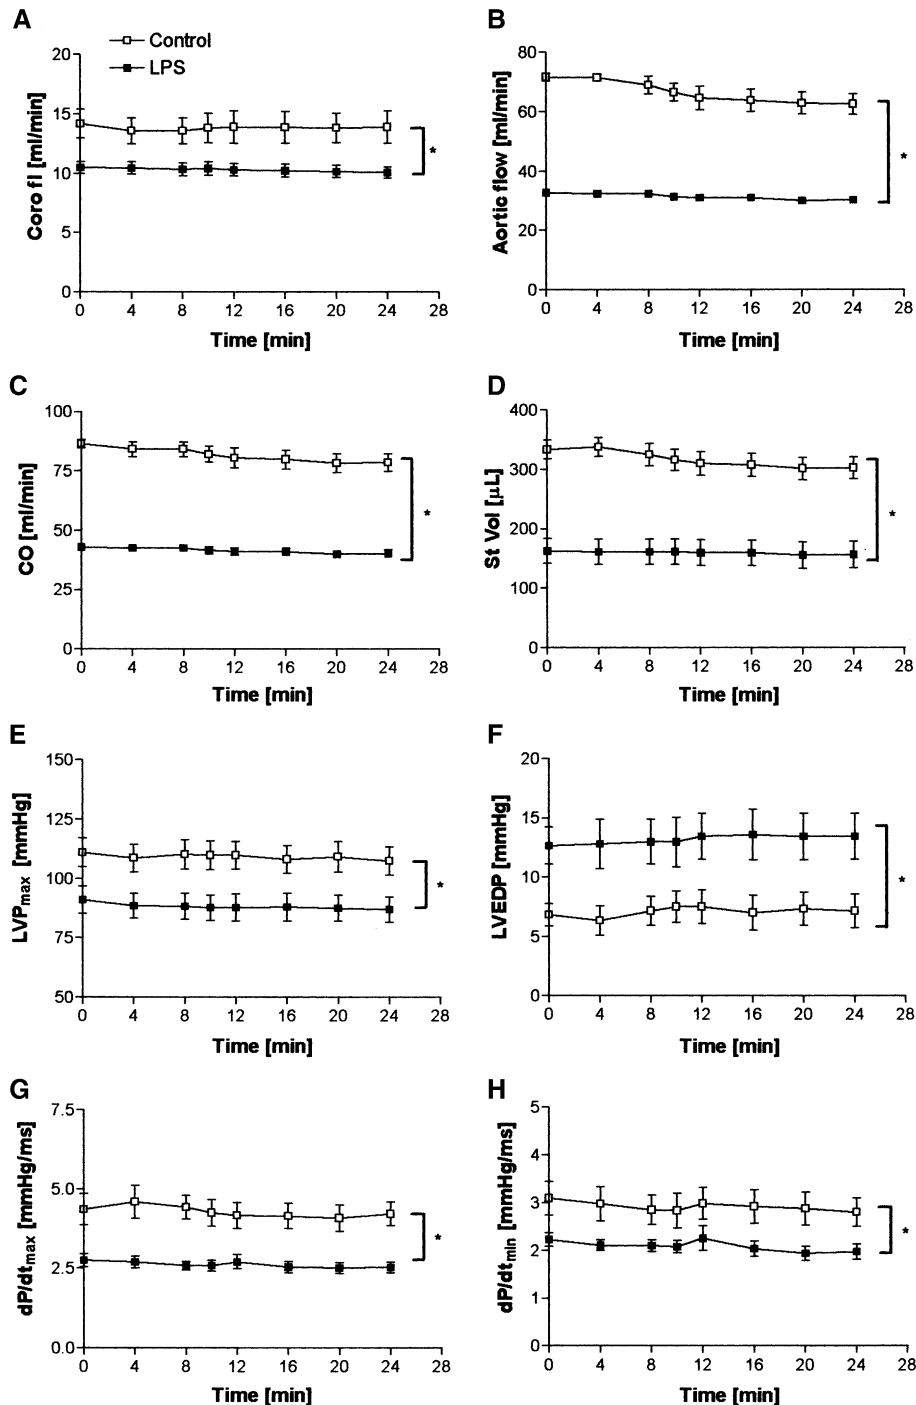 A
Control
LPS
20
15
10
5
0
Coro fl [ml/min]
*
0 4 8 12 16 20 24 28
Time [min]
B
80
60
40
20
0
Aortic flow [ml/min]
*
0 4 8 12 16 20 24 28
Time [min]
C
100
75
50
25
0
CO [ml/min]
*
0 4 8 12 16 20 24 28
Time [min]
D
400
300
200
100
0
St Vol [µL]
*
0 4 8 12 16 20 24 28
Time [min]
E
150
125
100
75
50
LVPmax [mmHg]
*
0 4 8 12 16 20 24 28
Time [min]
F
20
15
10
5
0
LVEDP [mmHg]
*
0 4 8 12 16 20 24 28
Time [min]
G
7.5
5.0
2.5
0.0
dP/dtmax [mmHg/ms]
*
0 4 8 12 16 20 24 28
Time [min]
H
5
4
3
2
1
0
dP/dtmin [mmHg/ms]
*
0 4 8 12 16 20 24 28
Time [min]